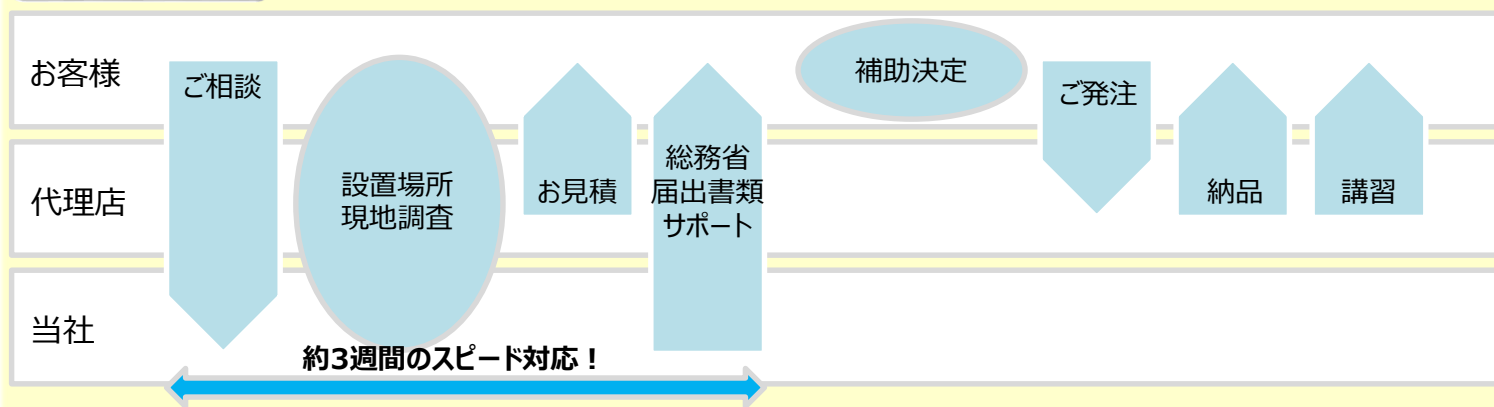 お客様
ご相談
補助決定
ご発注
代理店
設置場所
現地調査
お見積
総務省
届出書類
サポート
納品
講習
当社
約3週間のスピード対応！